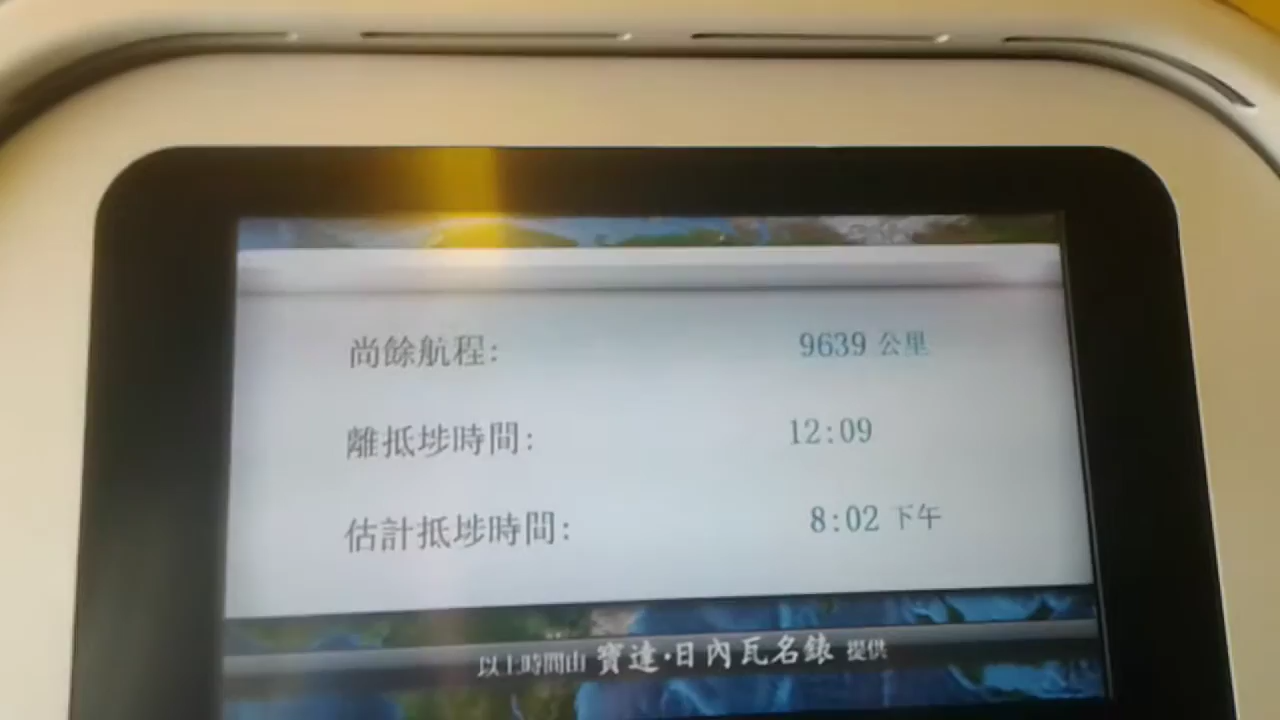 尚餘航程: 9639 公里
離抵埗時間: 12:09
估計抵埗時間: 8:02 下午
以上時間由 寶達·日內瓦名錶 提供